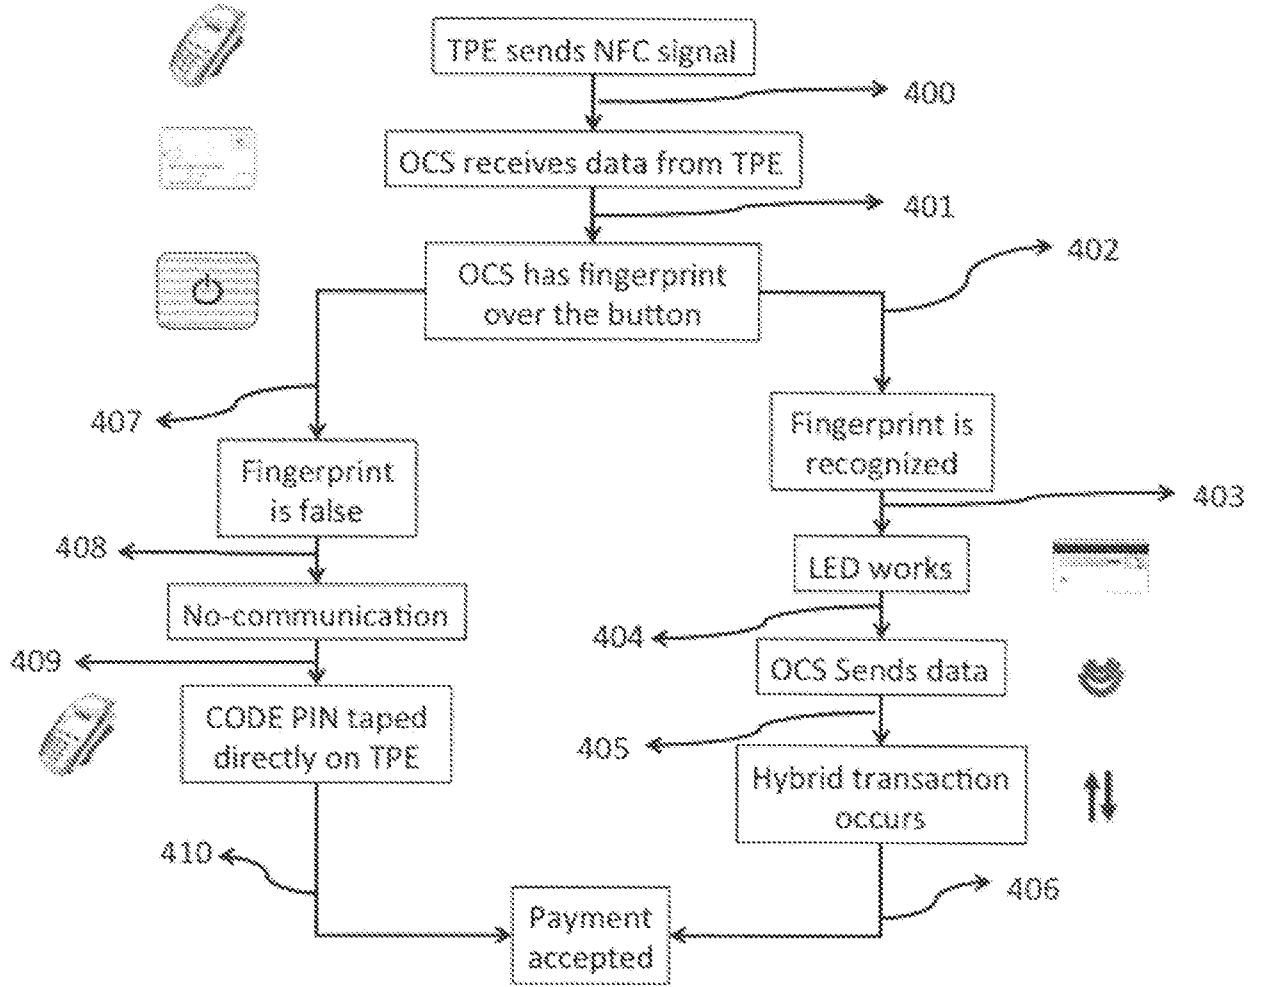 TPE sends NFC signal
400
OCS receives data from TPE
401
OCS has fingerprint
over the button
402
407
Fingerprint is
recognized
Fingerprint
is false
403
408
LED works
No-communication
404
409
OCS Sends data
CODE PIN taped
directly on TPE
405
Hybrid transaction
occurs
410
406
Payment
accepted